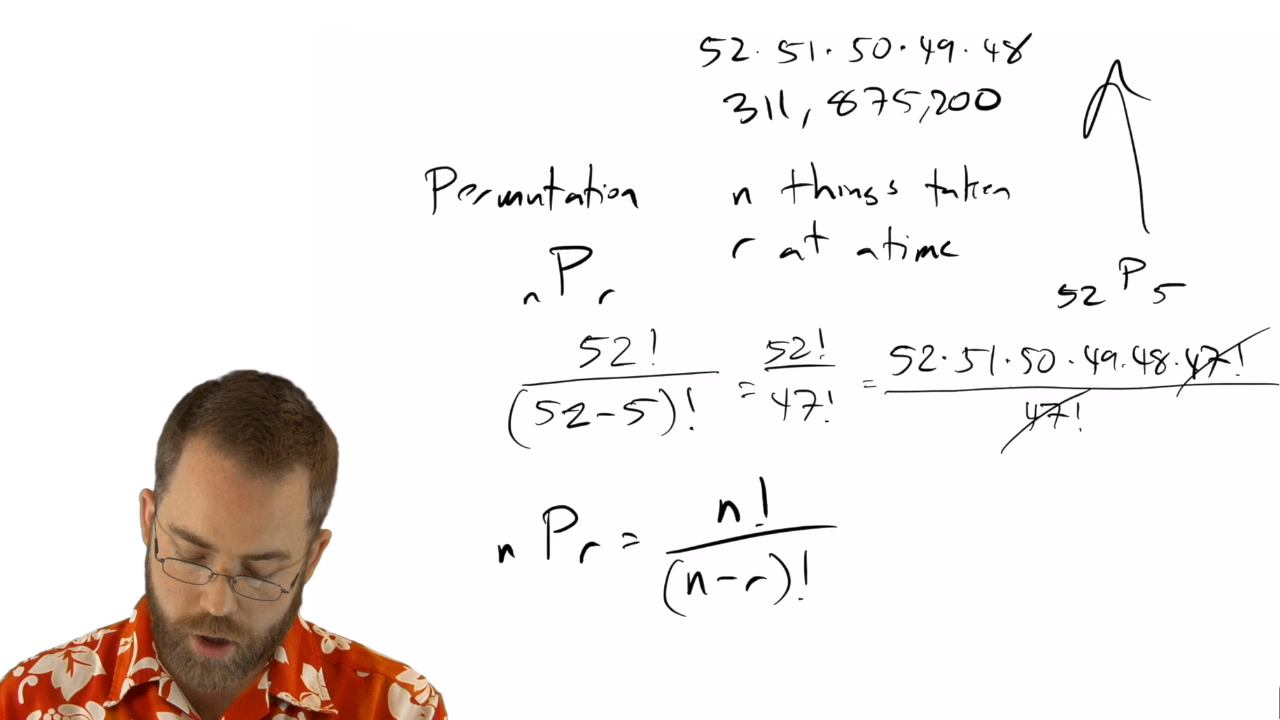 52 · 51 · 50 · 49 · 48
311,875,200
Permutation n things taken
r at a time
nPr
52P5
52! / (52-5)! = 52! / 47! = 52 · 51 · 50 · 49 · 48 · 47! / 47!
nPr = n! / (n-r)!